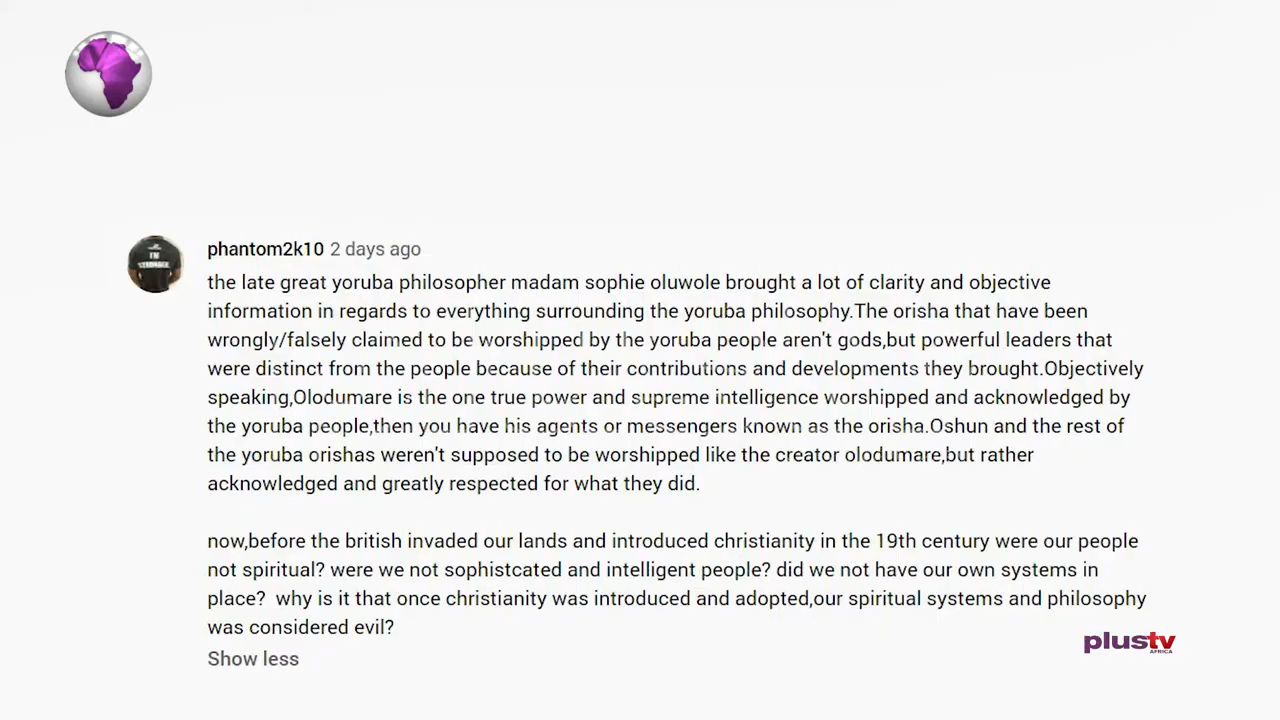 phantom2k10 2 days ago
the late great yoruba philosopher madam sophie oluwole brought a lot of clarity and objective
information in regards to everything surrounding the yoruba philosophy.The orisha that have been
wrongly/falsely claimed to be worshipped by the yoruba people aren't gods,but powerful leaders that
were distinct from the people because of their contributions and developments they brought.Objectively
speaking,Olodumare is the one true power and supreme intelligence worshipped and acknowledged by
the yoruba people,then you have his agents or messengers known as the orisha.Oshun and the rest of
the yoruba orishas weren't supposed to be worshipped like the creator olodumare,but rather
acknowledged and greatly respected for what they did.
now,before the british invaded our lands and introduced christianity in the 19th century were our people
not spiritual? were we not sophistcated and intelligent people? did we not have our own systems in
place?  why is it that once christianity was introduced and adopted,our spiritual systems and philosophy
was considered evil?
Show less
plustv
AFRICA